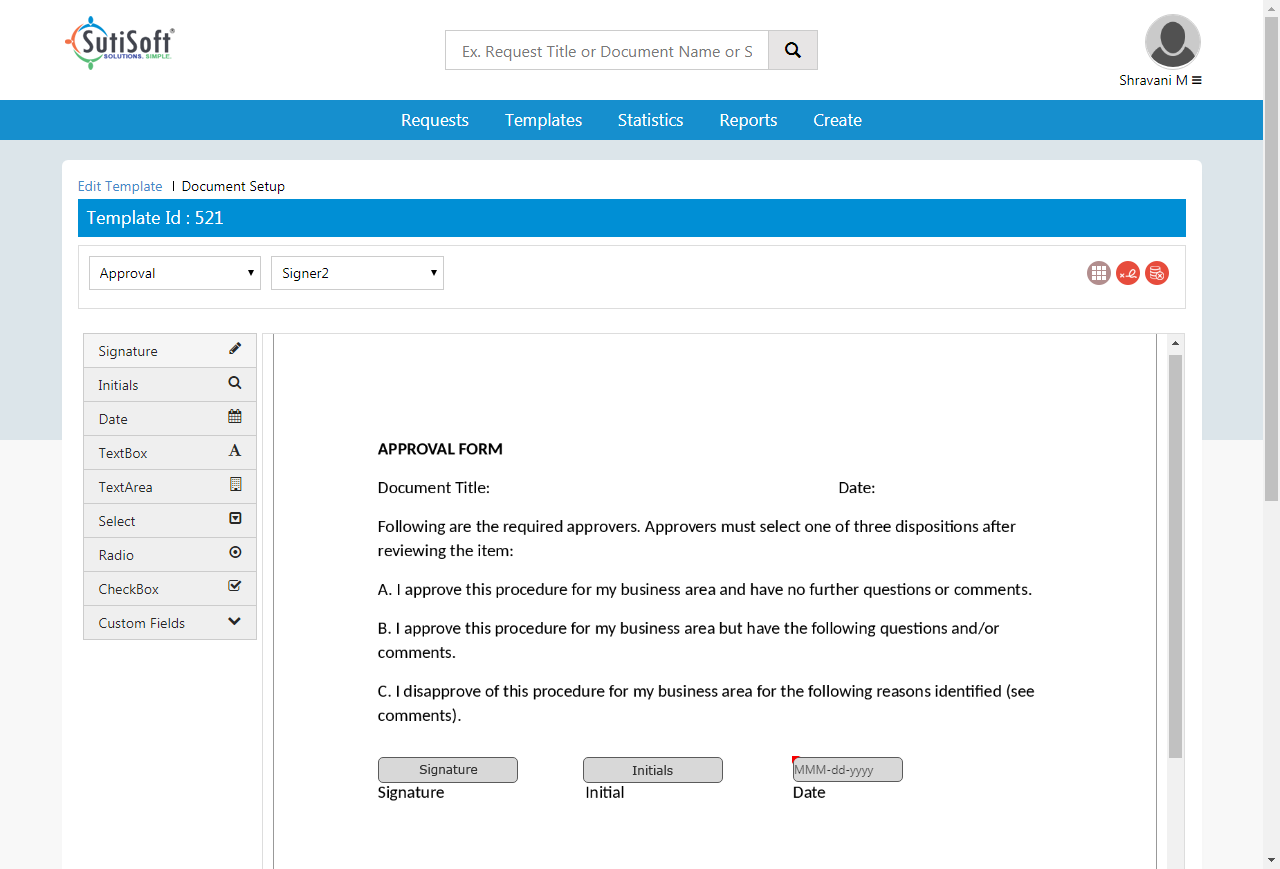 SutiSoft®
SOLUTIONS. SIMPLE.
Ex. Request Title or Document Name or S
Shravani M
Requests Templates Statistics Reports Create
Edit Template | Document Setup
Template Id : 521
Approval Signer2
Signature
Initials
Date
TextBox
TextArea
Select
Radio
CheckBox
Custom Fields
APPROVAL FORM
Document Title: Date:
Following are the required approvers. Approvers must select one of three dispositions after
reviewing the item:
A. I approve this procedure for my business area and have no further questions or comments.
B. I approve this procedure for my business area but have the following questions and/or
comments.
C. I disapprove of this procedure for my business area for the following reasons identified (see
comments).
Signature Initials MMM-dd-yyyy
Signature Initial Date